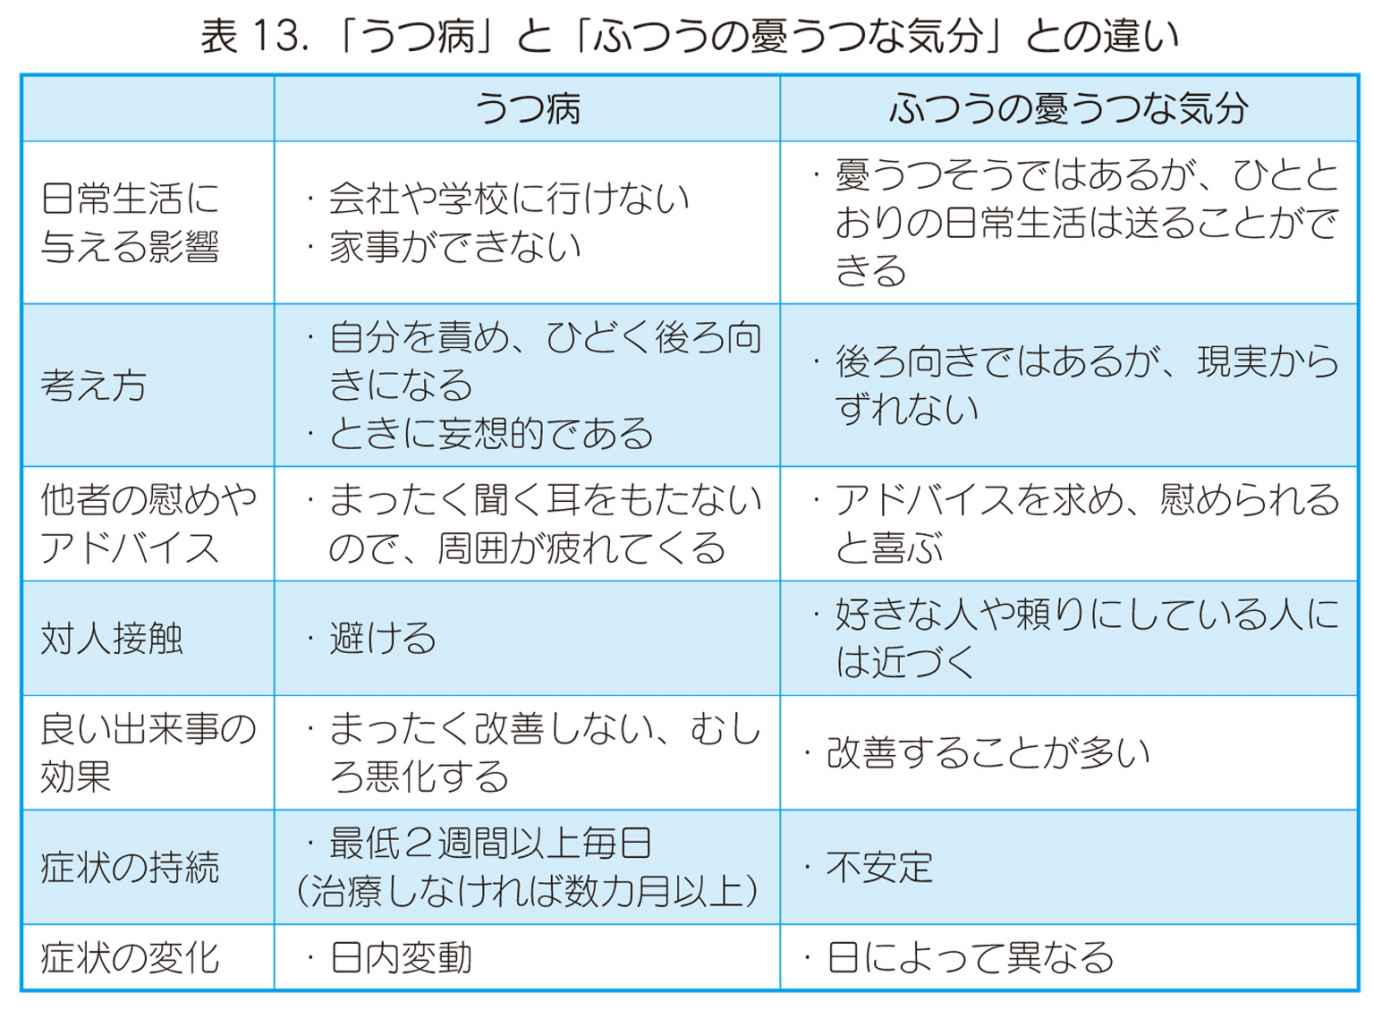 表 13. 「うつ病」と「ふつうの憂うつな気分」との違い
うつ病
ふつうの憂うつな気分
日常生活に
与える影響
・会社や学校に行けない
・家事ができない
・憂うつそうではあるが、ひとと
おりの日常生活は送ることがで
きる
考え方
・自分を責め、ひどく後ろ向
きになる
・ときに妄想的である
・後ろ向きではあるが、現実から
ずれない
他者の慰めや
アドバイス
・まったく聞く耳をもたない
ので、周囲が疲れてくる
・アドバイスを求め、慰められる
と喜ぶ
対人接触
・避ける
・好きな人や頼りにしている人に
は近づく
良い出来事の
効果
・まったく改善しない、むし
ろ悪化する
・改善することが多い
症状の持続
・最低２週間以上毎日
（治療しなければ数カ月以上）
・不安定
症状の変化
・日内変動
・日によって異なる